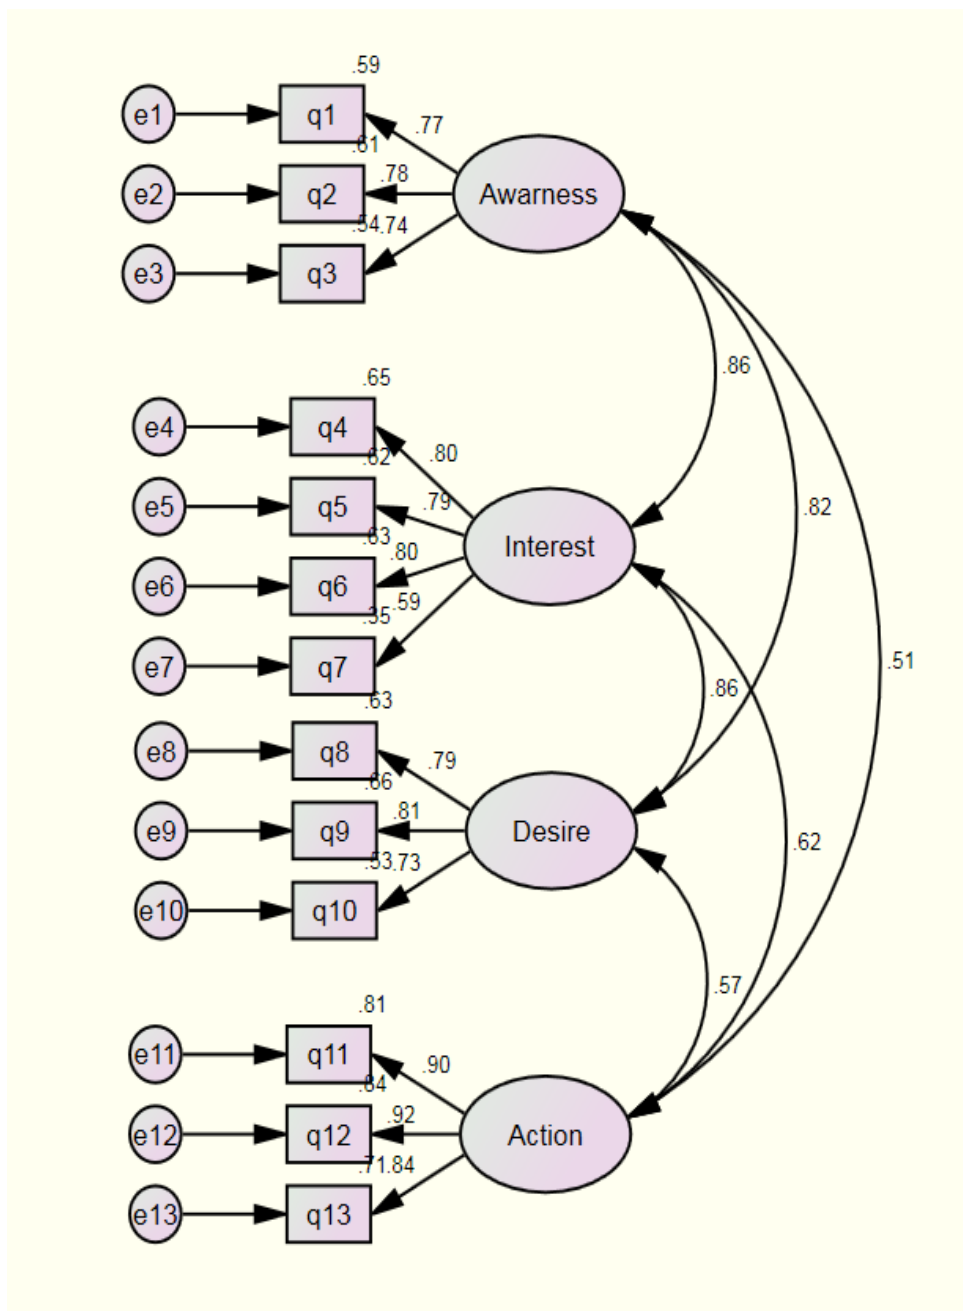 .59
e1 q1 .77
.61
e2 q2 .78 Awarness
.54 .74
e3 q3
.86
.65
e4 q4 .80
.62
e5 q5 .79 .82
.63
Interest
e6 q6 .80
.35 .59
e7 q7 .51
.63 .86
e8 q8 .79
.66
e9 q9 .81 Desire .62
.53 .73
e10 q10
.57
.81
e11 q11 .90
.84
e12 q12 .92 Action
.71 .84
e13 q13